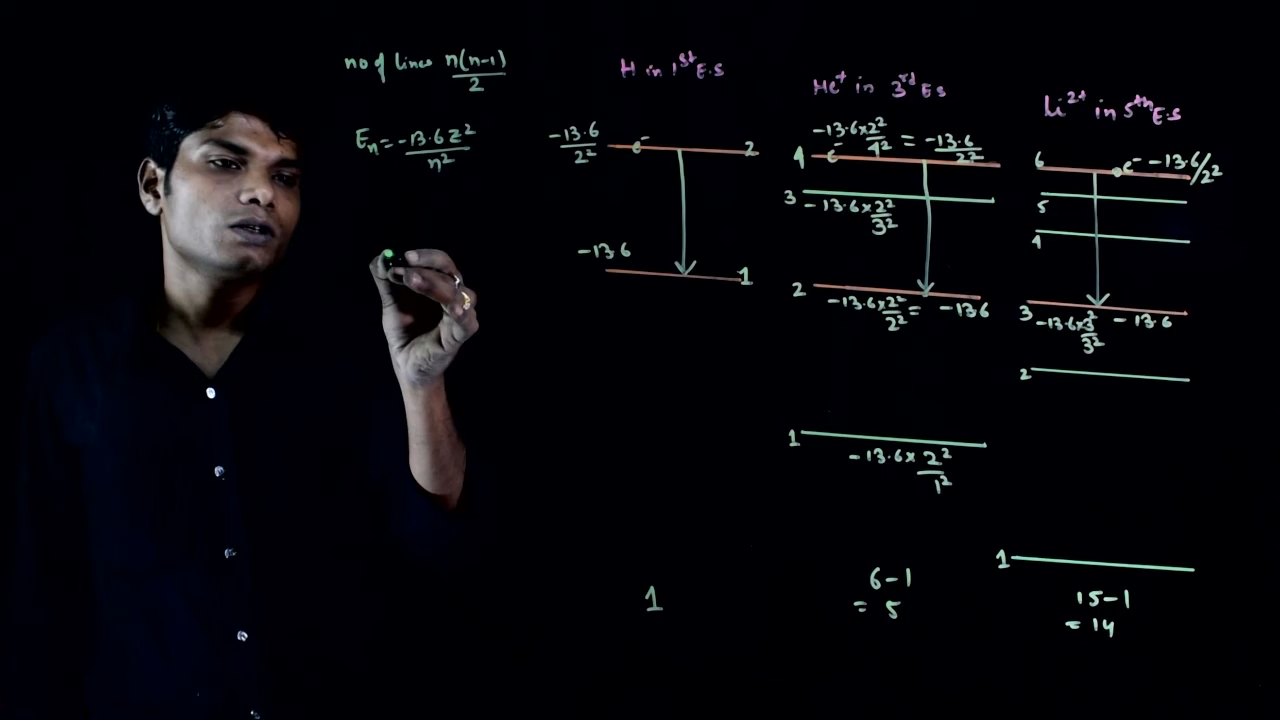 no of lines n(n-1)/2
Eₙ = -13.6 Z²/n²
H in 1ˢᵗ E.S
-13.6/2² e⁻ 2
-13.6 1
He⁺ in 3ʳᵈ E.S
-13.6×2²/4² = -13.6/2²
4 e⁻
3 -13.6×2²/3²
2 -13.6×2²/2² = -13.6
1 -13.6×2²/1²
Li²⁺ in 5ᵗʰ E.S
6 e⁻ -13.6/2²
5
4
3 -13.6×3²/3² -13.6
2
1
1
6-1
= 5
15-1
= 14